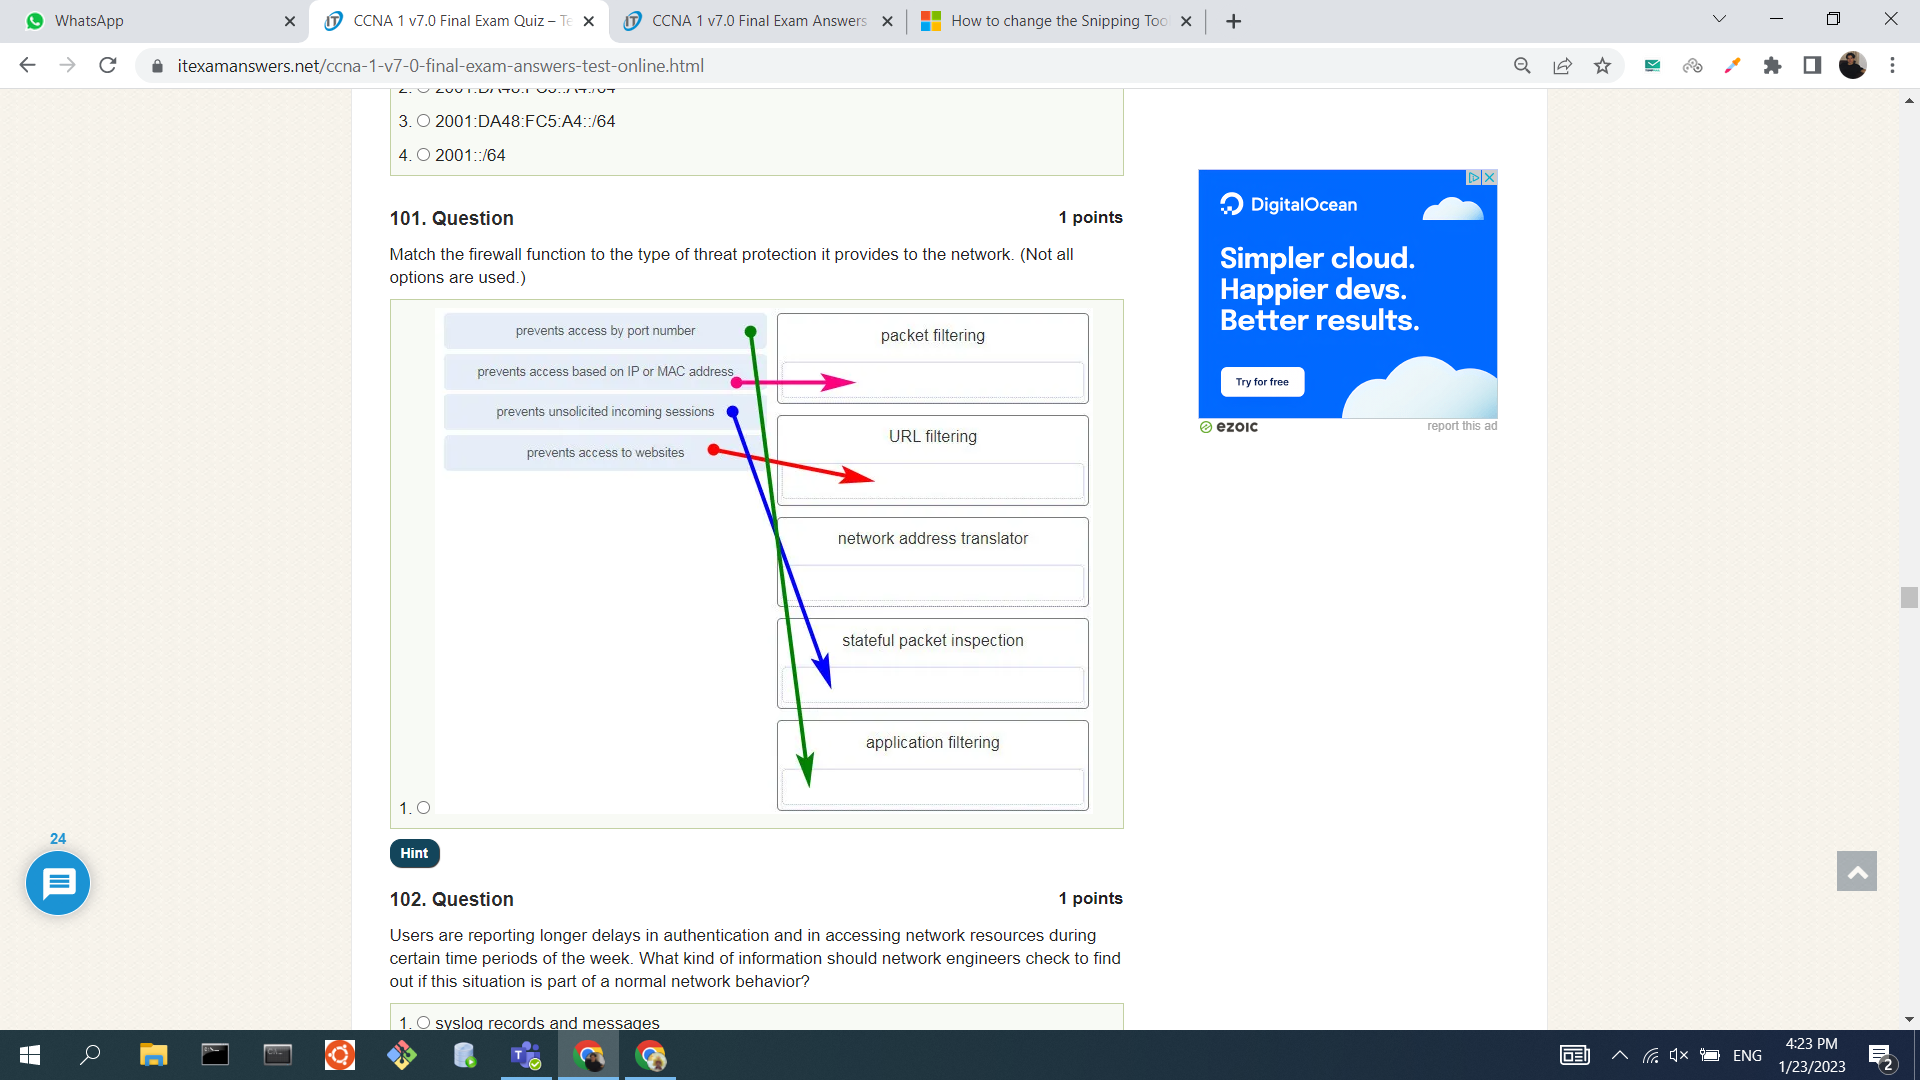 WhatsApp
CCNA 1 v7.0 Final Exam Quiz – Te
CCNA 1 v7.0 Final Exam Answers
How to change the Snipping Too
itexamanswers.net/ccna-1-v7-0-final-exam-answers-test-online.html
2. 2001:DA48:FC5::A4:/64
3. 2001:DA48:FC5:A4::/64
4. 2001::/64
101. Question
1 points
Match the firewall function to the type of threat protection it provides to the network. (Not all
options are used.)
prevents access by port number
prevents access based on IP or MAC address
prevents unsolicited incoming sessions
prevents access to websites
packet filtering
URL filtering
network address translator
stateful packet inspection
application filtering
1.
Hint
102. Question
1 points
Users are reporting longer delays in authentication and in accessing network resources during
certain time periods of the week. What kind of information should network engineers check to find
out if this situation is part of a normal network behavior?
1. syslog records and messages
DigitalOcean
Simpler cloud.
Happier devs.
Better results.
Try for free
ezoic
report this ad
24
ENG
4:23 PM
1/23/2023
2